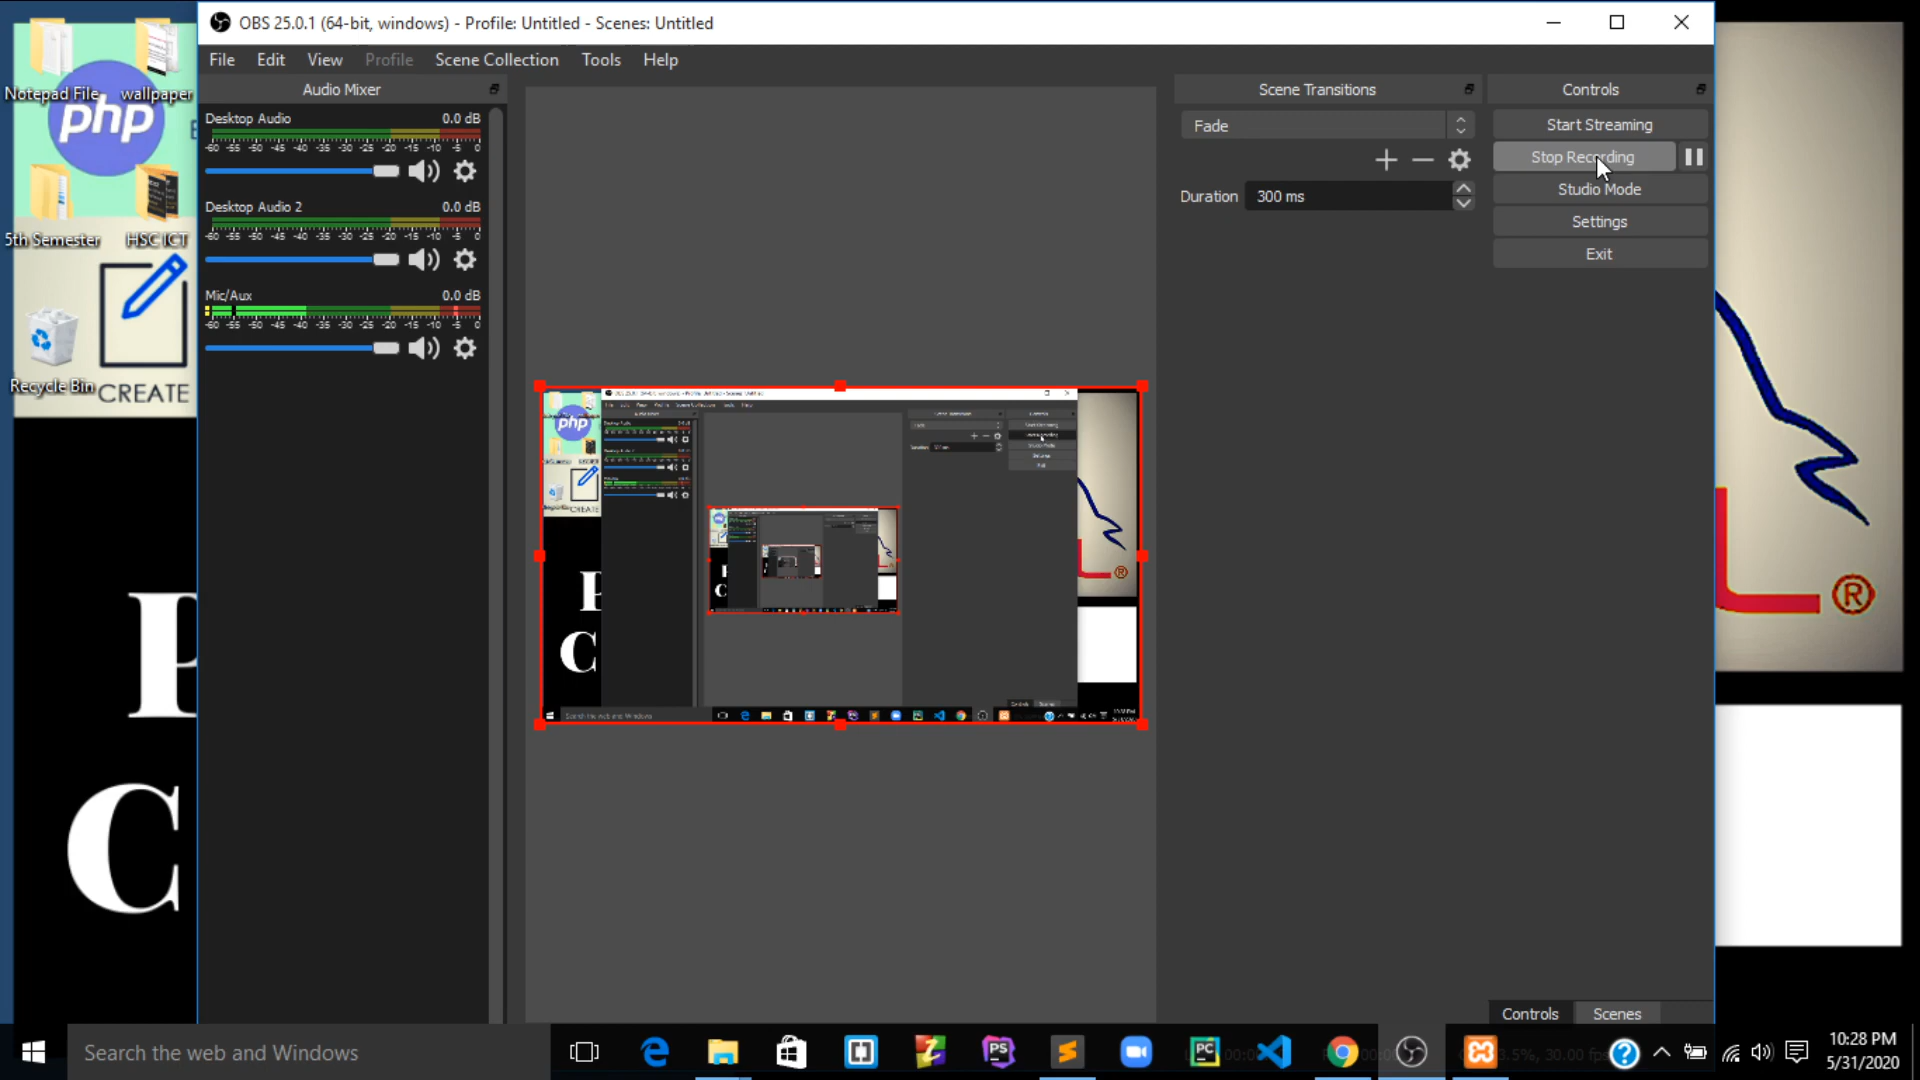 OBS 25.0.1 (64-bit, windows) - Profile: Untitled - Scenes: Untitled
File Edit View Profile Scene Collection Tools Help
Audio Mixer
Scene Transitions
Controls
Desktop Audio 0.0 dB
-60 -55 -50 -45 -40 -35 -30 -25 -20 -15 -10 -5 0
Desktop Audio 2 0.0 dB
-60 -55 -50 -45 -40 -35 -30 -25 -20 -15 -10 -5 0
Mic/Aux 0.0 dB
-60 -55 -50 -45 -40 -35 -30 -25 -20 -15 -10 -5 0
Fade
Duration 300 ms
Start Streaming
Stop Recording
Studio Mode
Settings
Exit
Notepad File
wallpaper
php
5th Semester
HSC ICT
Recycle Bin
CREATE
P
C
php
CREATE
P
C
®
L
®
Controls Scenes
Search the web and Windows
PS
PC
10:28 PM
5/31/2020